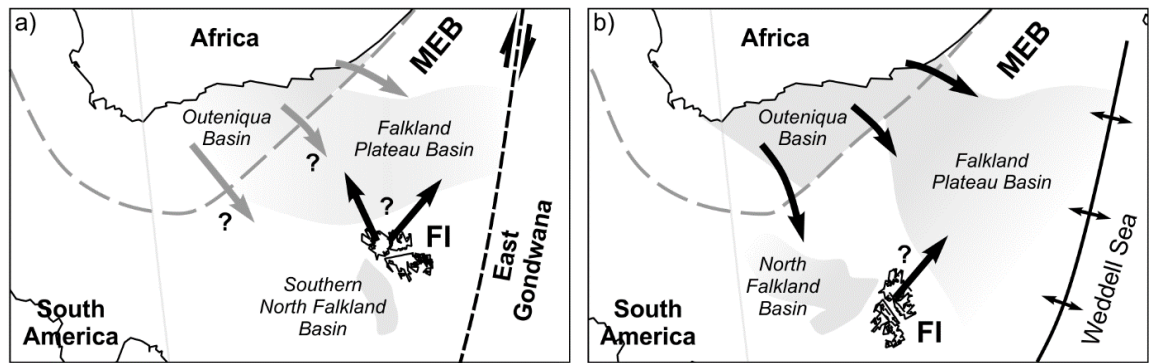 a)
Africa
MEB
Outeniqua
Basin
Falkland
Plateau Basin
?
?
?
FI
Southern
North Falkland
Basin
South
America
East
Gondwana
b)
Africa
MEB
Outeniqua
Basin
Falkland
Plateau Basin
?
North
Falkland
Basin
FI
South
America
Weddell Sea